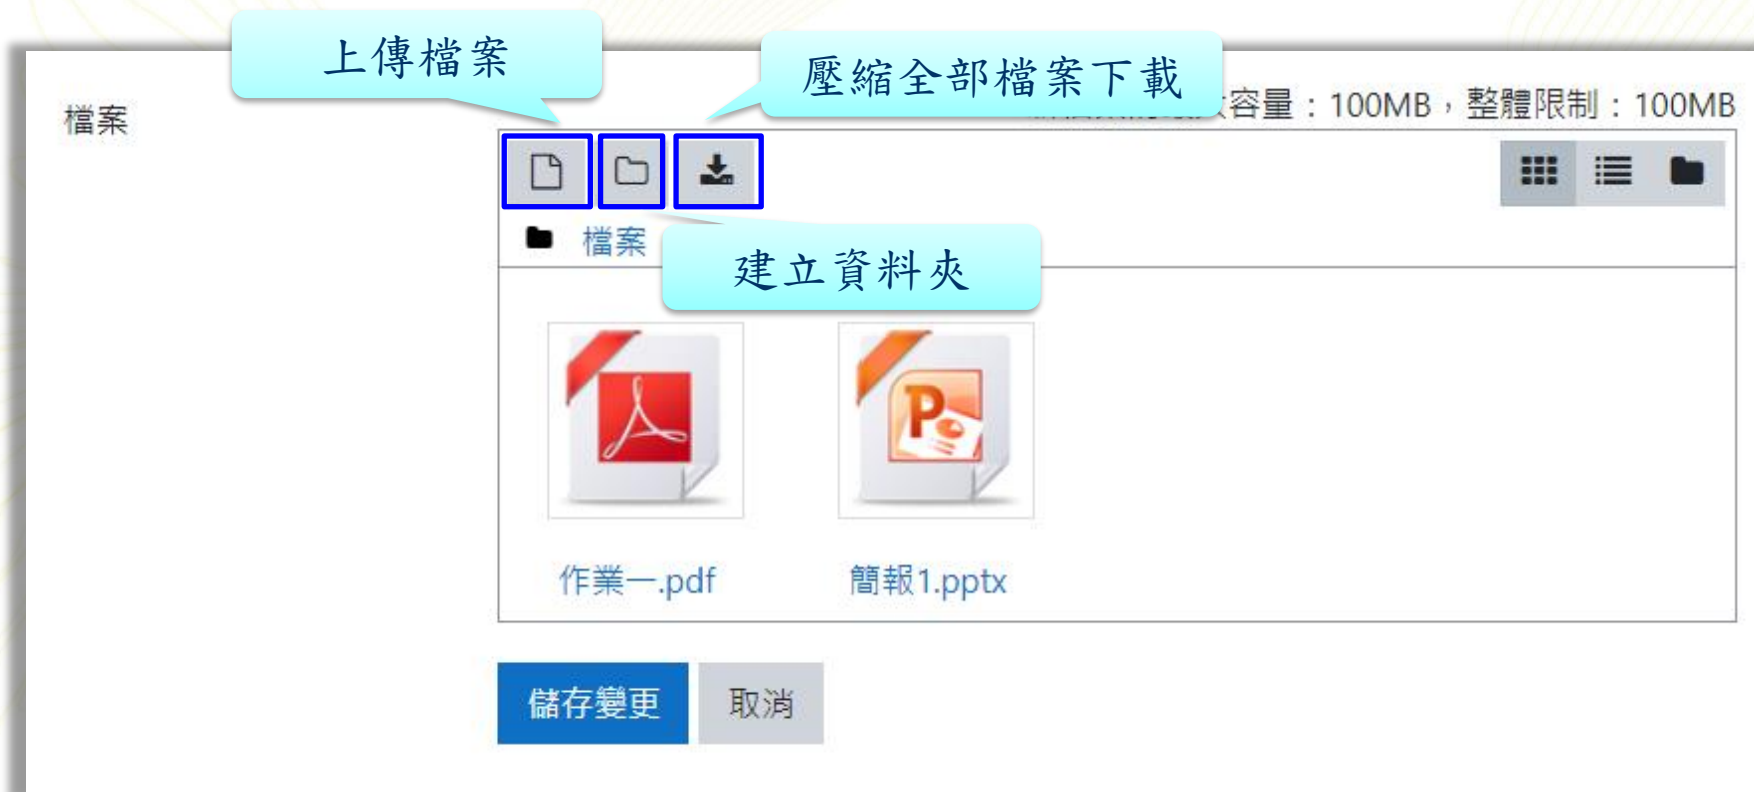 上傳檔案
壓縮全部檔案下載
檔案
容量：100MB，整體限制：100MB
檔案
建立資料夾
作業一.pdf
簡報1.pptx
儲存變更
取消